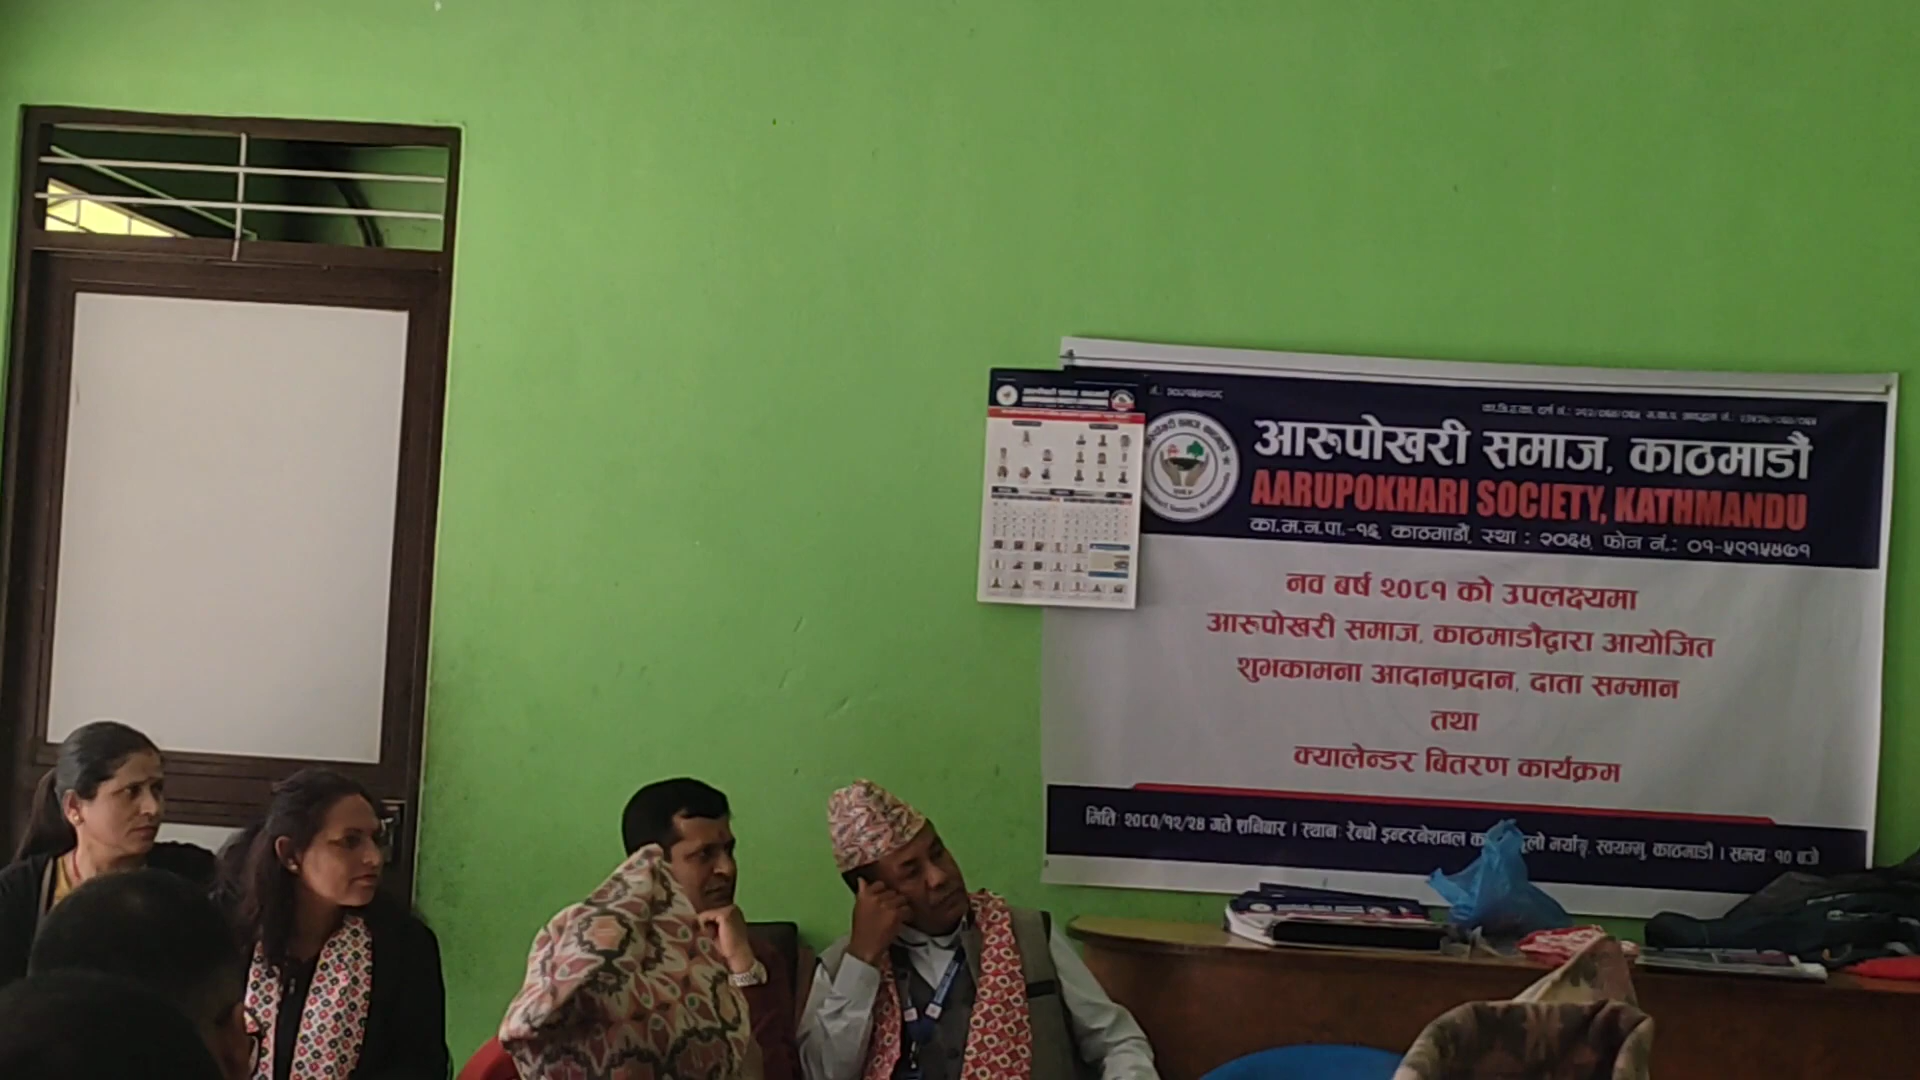 आरुपोखरी समाज, काठमाडौं
AARUPOKHARI SOCIETY, KATHMANDU
का.म.न.पा.-१६, काठमाडौं, स्था : २०६४, फोन नं.: ०१-५२१५४७१
नव बर्ष २०८१ को उपलक्ष्यमा
आरुपोखरी समाज, काठमाडौंद्वारा आयोजित
शुभकामना आदानप्रदान, दाता सम्मान
तथा
क्यालेन्डर बितरण कार्यक्रम
मिति २०८०/१२/२४ गते शनिबार । स्थानः रेन्बो इन्टरनेशनल स्वयम्भु, काठमाडौं । समय १० बजे